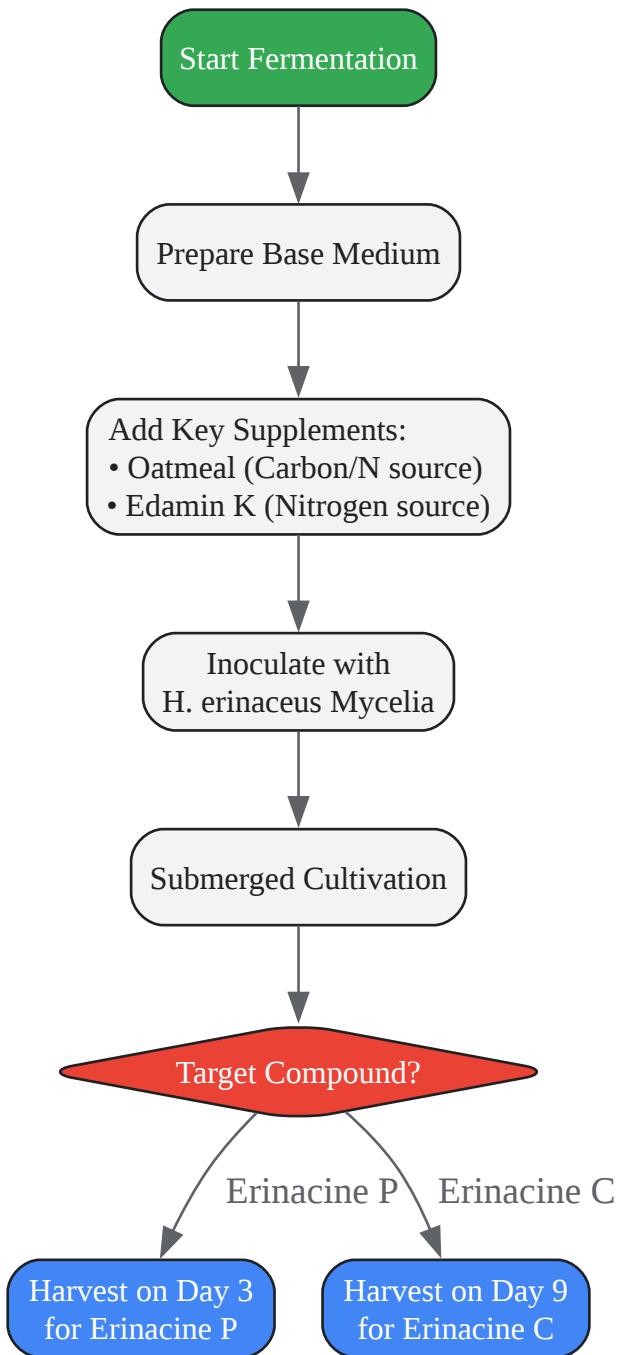 Start Fermentation
Prepare Base Medium
Add Key Supplements:
• Oatmeal (Carbon/N source)
• Edamin K (Nitrogen source)
Inoculate with
H. erinaceus Mycelia
Submerged Cultivation
Target Compound?
Erinacine P
Erinacine C
Harvest on Day 3
for Erinacine P
Harvest on Day 9
for Erinacine C